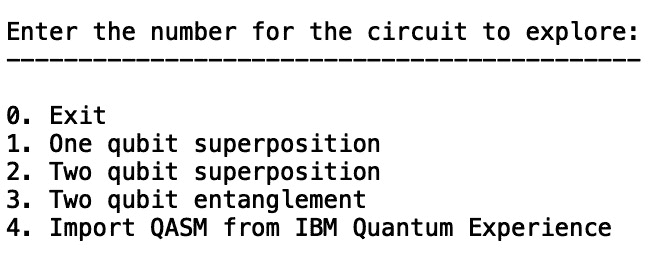 Enter the number for the circuit to explore:
--------------------------------------------
0. Exit
1. One qubit superposition
2. Two qubit superposition
3. Two qubit entanglement
4. Import QASM from IBM Quantum Experience